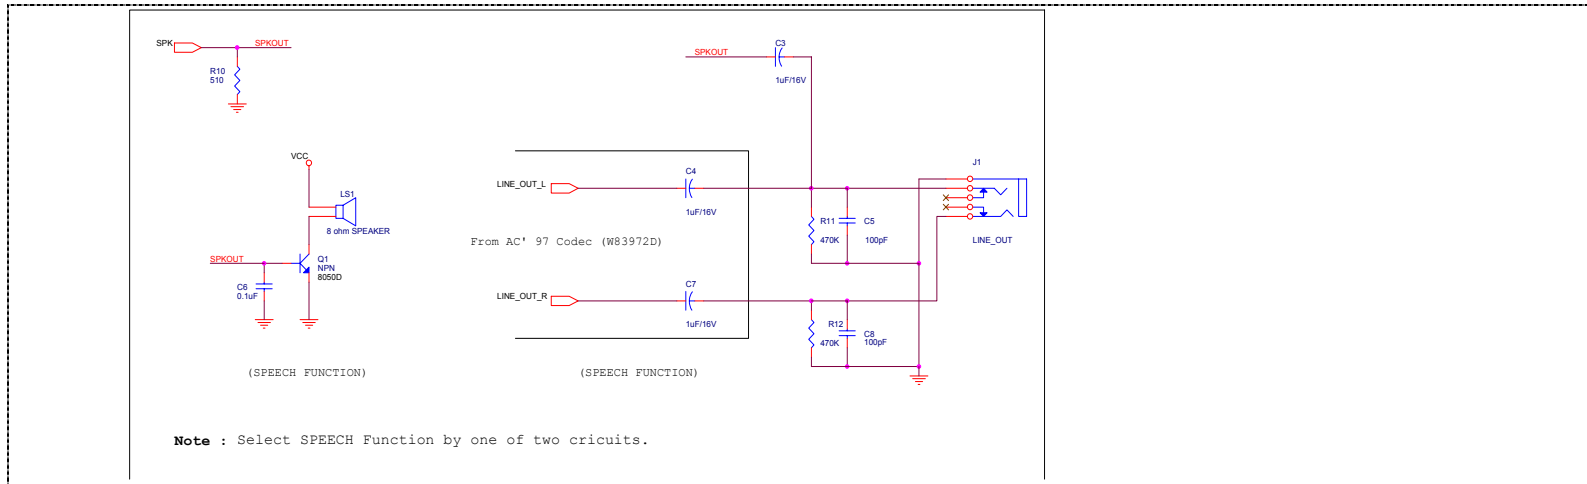 SPK
SPKOUT
R10
510
SPKOUT
C3
1uF/16V
VCC
LS1
8 ohm SPEAKER
SPKOUT
Q1
NPN
8050D
C6
0.1uF
(SPEECH FUNCTION)
LINE_OUT_L
C4
1uF/16V
From AC' 97 Codec (W83972D)
LINE_OUT_R
C7
1uF/16V
(SPEECH FUNCTION)
R11
470K
C5
100pF
R12
470K
C8
100pF
J1
LINE_OUT
Note : Select SPEECH Function by one of two cricuits.